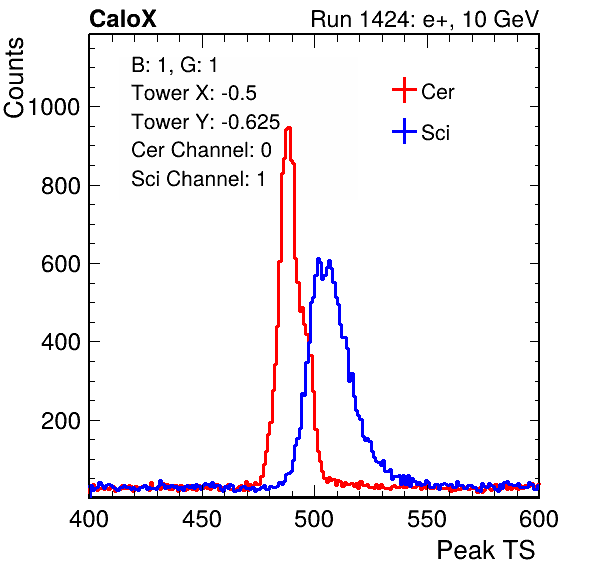 CaloX Run 1424: e+, 10 GeV
Counts
B: 1, G: 1
Tower X: -0.5
Tower Y: -0.625
Cer Channel: 0
Sci Channel: 1
Cer
Sci
1000
800
600
400
200
400 450 500 550 600
Peak TS